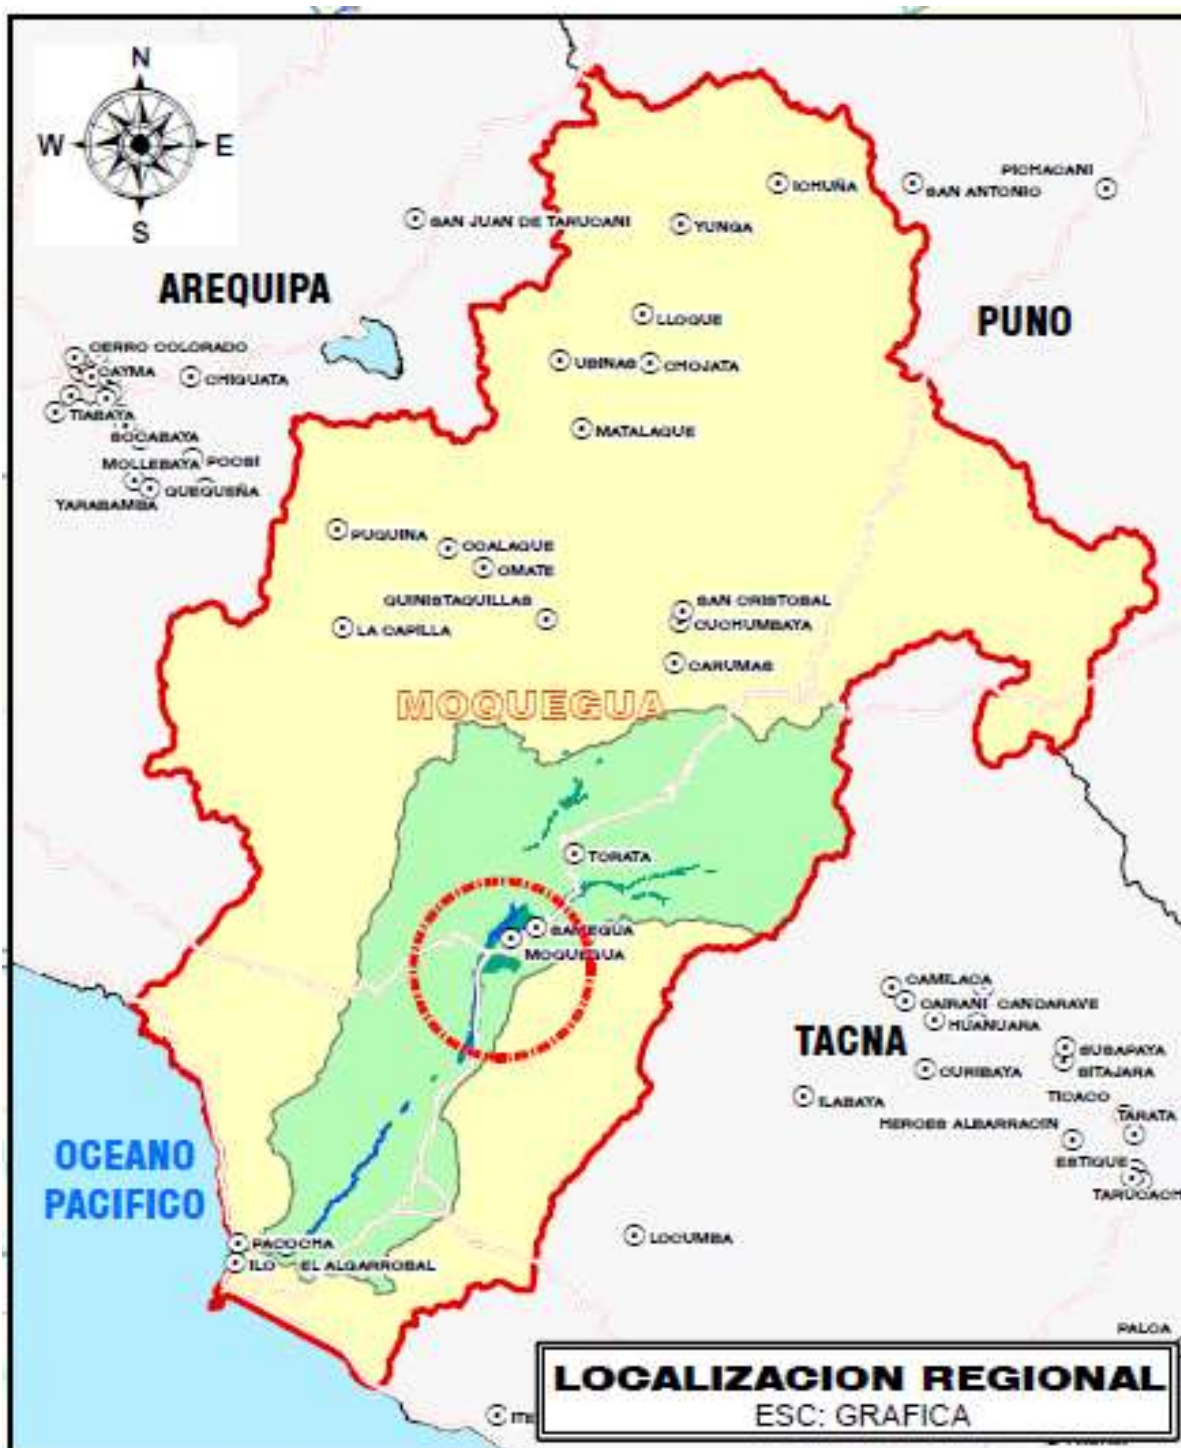 N
W E
S
PICHACANI
ICHUÑA
SAN ANTONIO
SAN JUAN DE TARUCANI
YUNGA
AREQUIPA
PUNO
LLOQUE
CERRO COLORADO
UBINAS
CHOJATA
CAYMA
CHIGUATA
TIABAYA
MATALAQUE
SOCABAYA
MOLLEBAYA
POCSI
QUEQUEÑA
YARABAMBA
PUQUINA
COALAQUE
OMATE
QUINISTAQUILLAS
SAN CRISTOBAL
CUCHUMBAYA
LA CAPILLA
CARUMAS
MOQUEGUA
TORATA
SAMEGUA
MOQUEGUA
CAMILACA
CAIRANI
CANDARAVE
HUANUARA
TACNA
SUSAPAYA
SITAJARA
CURIBAYA
ILABAYA
TICACO
TARATA
HEROES ALBARRACIN
ESTIQUE
TARUCACH
OCEANO
PACIFICO
PACOCHA
LOCUMBA
ILO
EL ALGARROBAL
PALCA
LOCALIZACION REGIONAL
ESC: GRAFICA
ITE